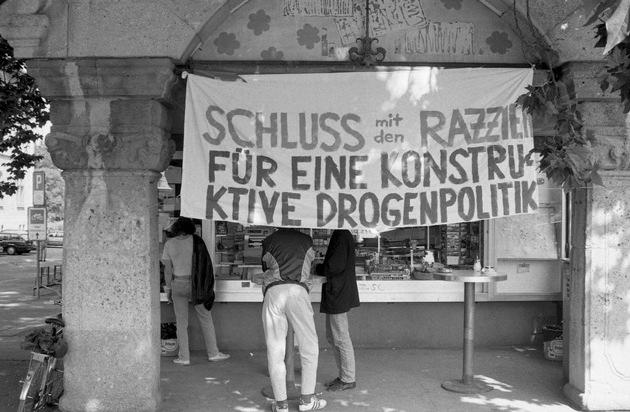 SCHLUSS mit den RAZZIEN
FÜR EINE KONSTRU-
KTIVE DROGENPOLITIK
P